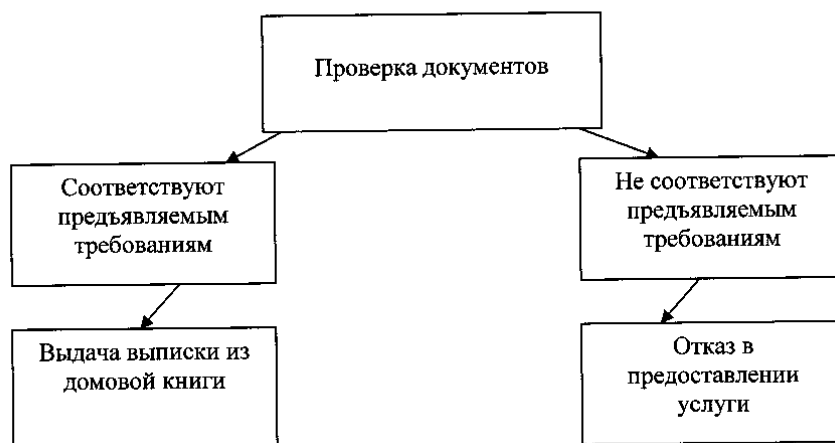 Проверка документов
Соответствуют
предъявляемым
требованиям
Не соответствуют
предъявляемым
требованиям
Выдача выписки из
домовой книги
Отказ в
предоставлении
услуги